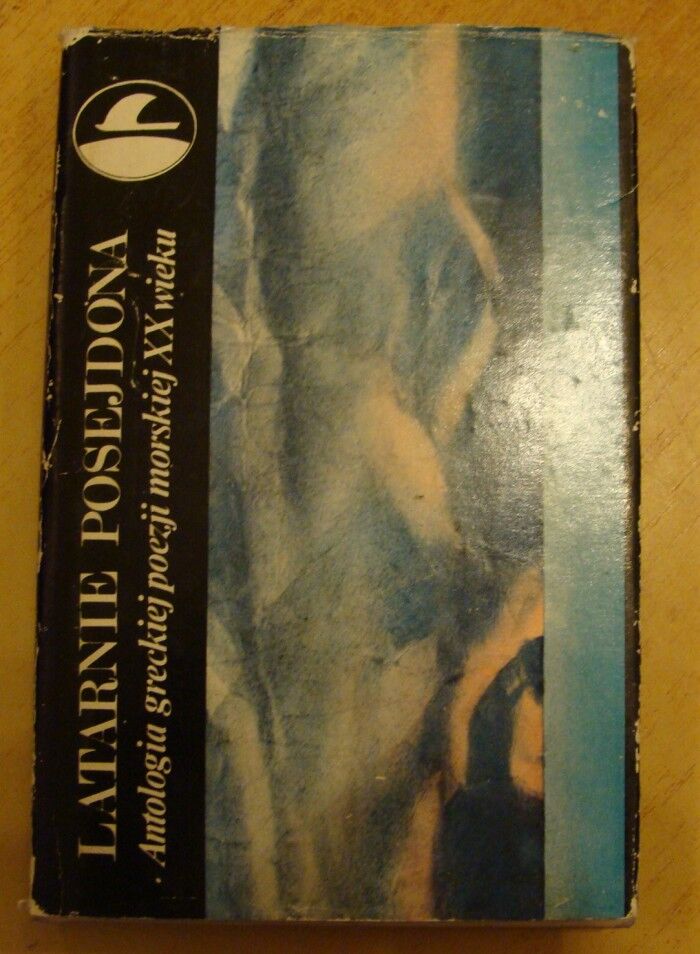 LATARNIE POSEJDONA
Antologia greckiej poezji morskiej XX wieku